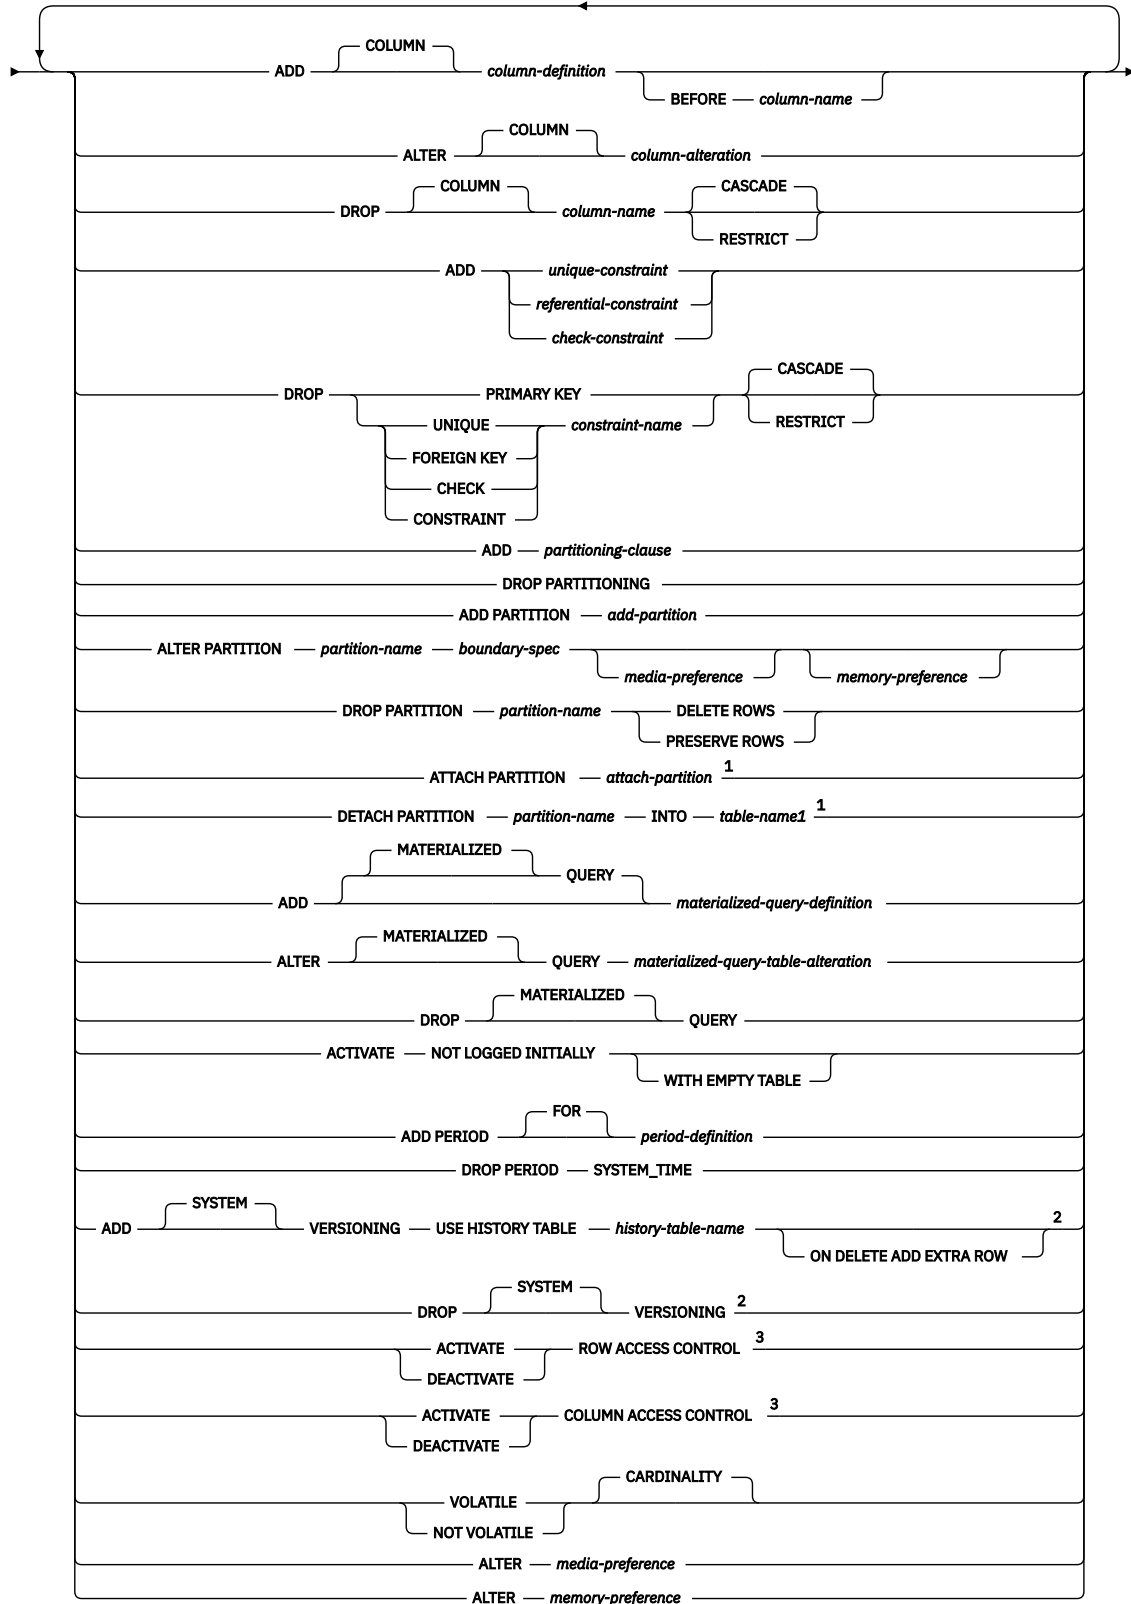 COLUMN
ADD column-definition
BEFORE column-name
COLUMN
ALTER column-alteration
COLUMN CASCADE
DROP column-name
RESTRICT
ADD unique-constraint
referential-constraint
check-constraint
CASCADE
DROP PRIMARY KEY
RESTRICT
UNIQUE constraint-name
FOREIGN KEY
CHECK
CONSTRAINT
ADD partitioning-clause
DROP PARTITIONING
ADD PARTITION add-partition
ALTER PARTITION partition-name boundary-spec
media-preference memory-preference
DROP PARTITION partition-name DELETE ROWS
PRESERVE ROWS
ATTACH PARTITION attach-partition 1
DETACH PARTITION partition-name INTO table-name1 1
MATERIALIZED
QUERY
ADD materialized-query-definition
MATERIALIZED
ALTER QUERY materialized-query-table-alteration
MATERIALIZED
DROP QUERY
ACTIVATE NOT LOGGED INITIALLY
WITH EMPTY TABLE
FOR
ADD PERIOD period-definition
DROP PERIOD SYSTEM_TIME
SYSTEM
ADD VERSIONING USE HISTORY TABLE history-table-name 2
ON DELETE ADD EXTRA ROW
SYSTEM
DROP VERSIONING 2
ACTIVATE ROW ACCESS CONTROL 3
DEACTIVATE
ACTIVATE COLUMN ACCESS CONTROL 3
DEACTIVATE
CARDINALITY
VOLATILE
NOT VOLATILE
ALTER media-preference
ALTER memory-preference